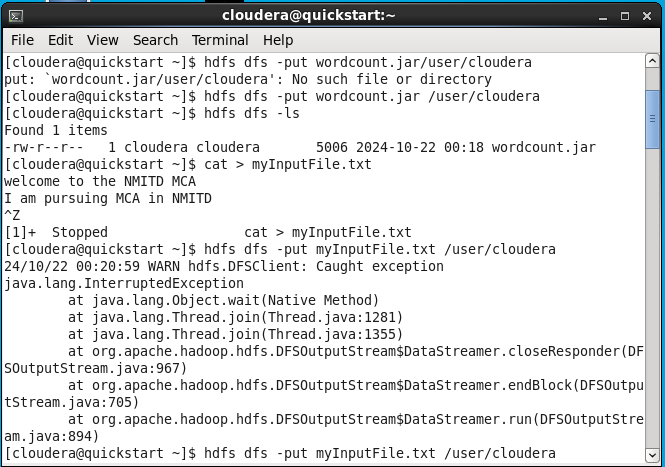 cloudera@quickstart:~
File Edit View Search Terminal Help
[cloudera@quickstart ~]$ hdfs dfs -put wordcount.jar/user/cloudera
put: `wordcount.jar/user/cloudera': No such file or directory
[cloudera@quickstart ~]$ hdfs dfs -put wordcount.jar /user/cloudera
[cloudera@quickstart ~]$ hdfs dfs -ls
Found 1 items
-rw-r--r--   1 cloudera cloudera       5006 2024-10-22 00:18 wordcount.jar
[cloudera@quickstart ~]$ cat > myInputFile.txt
welcome to the NMITD MCA
I am pursuing MCA in NMITD
^Z
[1]+  Stopped                 cat > myInputFile.txt
[cloudera@quickstart ~]$ hdfs dfs -put myInputFile.txt /user/cloudera
24/10/22 00:20:59 WARN hdfs.DFSClient: Caught exception
java.lang.InterruptedException
        at java.lang.Object.wait(Native Method)
        at java.lang.Thread.join(Thread.java:1281)
        at java.lang.Thread.join(Thread.java:1355)
        at org.apache.hadoop.hdfs.DFSOutputStream$DataStreamer.closeResponder(DF
SOutputStream.java:967)
        at org.apache.hadoop.hdfs.DFSOutputStream$DataStreamer.endBlock(DFSOutpu
tStream.java:705)
        at org.apache.hadoop.hdfs.DFSOutputStream$DataStreamer.run(DFSOutputStre
am.java:894)
[cloudera@quickstart ~]$ hdfs dfs -put myInputFile.txt /user/cloudera